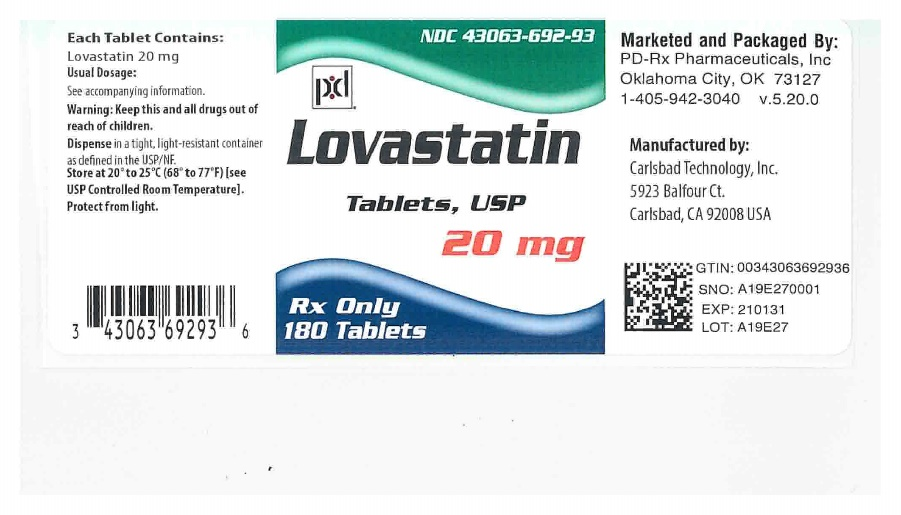 Each Tablet Contains:
Lovastatin 20 mg
Usual Dosage:
See accompanying information.
Warning: Keep this and all drugs out of
reach of children.
Dispense in a tight, light-resistant container
as defined in the USP/NF.
Store at 20° to 25°C (68° to 77°F) [see
USP Controlled Room Temperature].
Protect from light.
3 43063 69293 6
NDC 43063-692-93
pd
Lovastatin
Tablets, USP
20 mg
Rx Only
180 Tablets
Marketed and Packaged By:
PD-Rx Pharmaceuticals, Inc
Oklahoma City, OK 73127
1-405-942-3040 v.5.20.0
Manufactured by:
Carlsbad Technology, Inc.
5923 Balfour Ct.
Carlsbad, CA 92008 USA
GTIN: 00343063692936
SNO: A19E270001
EXP: 210131
LOT: A19E27